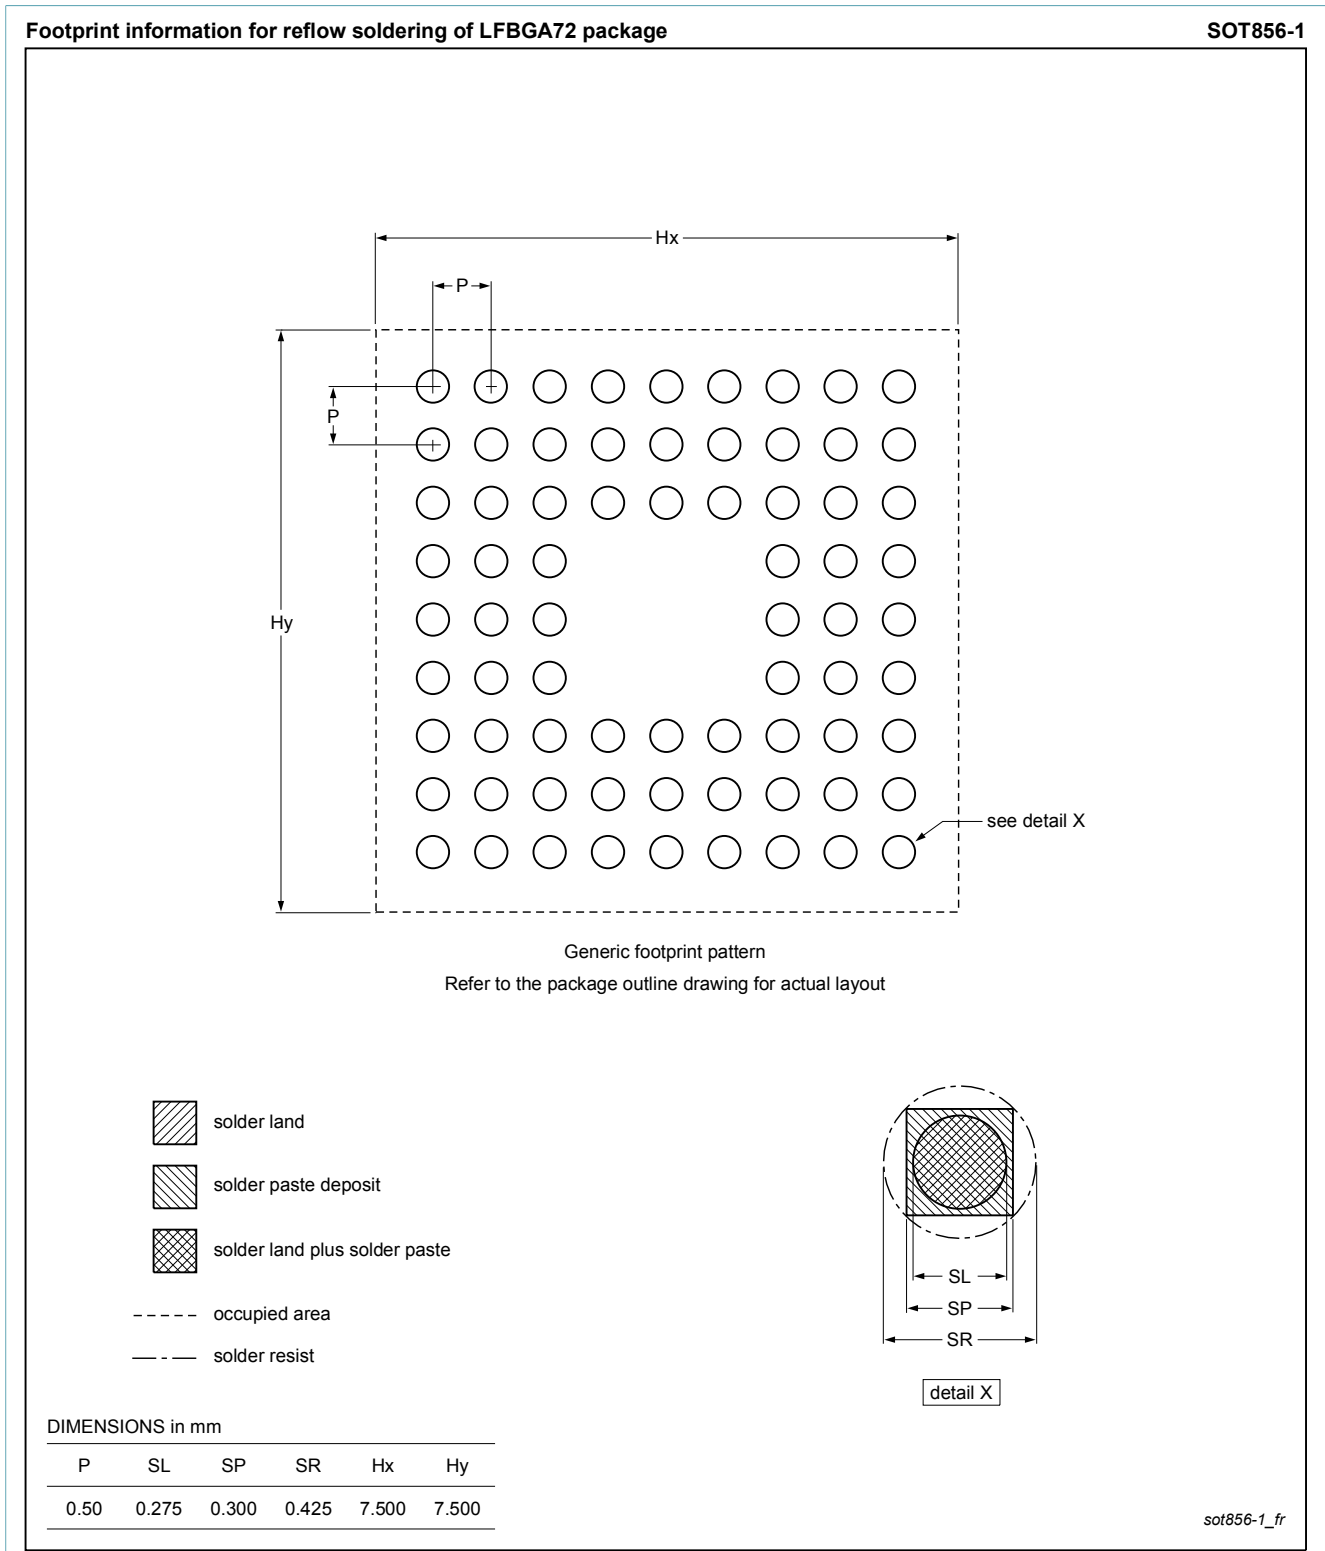 Footprint information for reflow soldering of LFBGA72 package SOT856-1
Hx
P
P
Hy
see detail X
Generic footprint pattern
Refer to the package outline drawing for actual layout
solder land
solder paste deposit
solder land plus solder paste
occupied area
solder resist
SL
SP
SR
detail X
DIMENSIONS in mm
P SL SP SR Hx Hy
0.50 0.275 0.300 0.425 7.500 7.500
sot856-1_fr